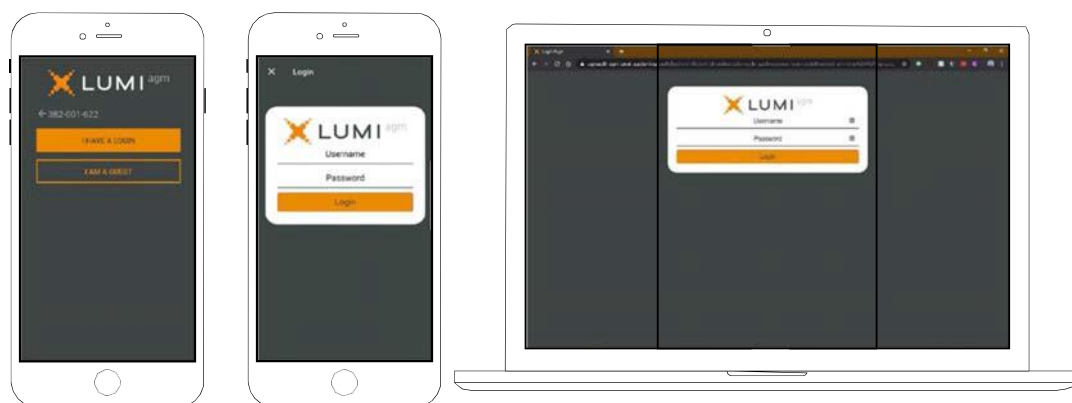 LUMI agm
382-001-622
I HAVE A LOGIN
I AM A GUEST
Login
LUMI agm
Username
Password
Login
LUMI agm
Username
Password
Login